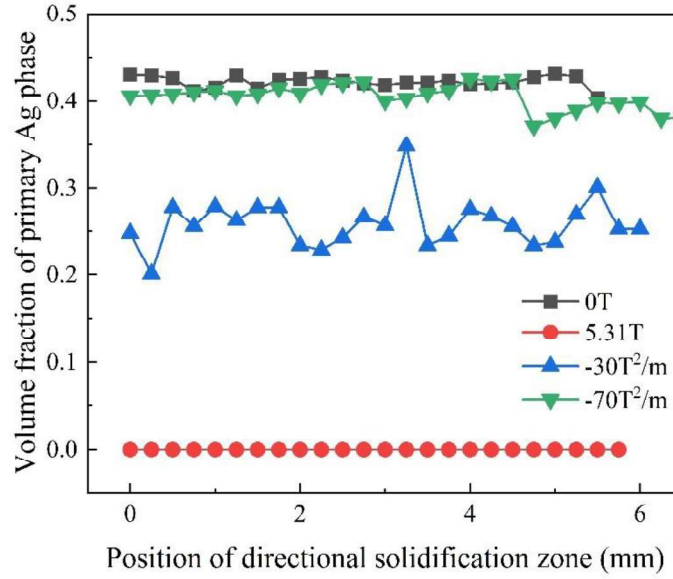 Volume fraction of primary Ag phase
0.5
0.4
0.3
0.2
0.1
0.0
0T
5.31T
-30T²/m
-70T²/m
0
2
4
6
Position of directional solidification zone (mm)